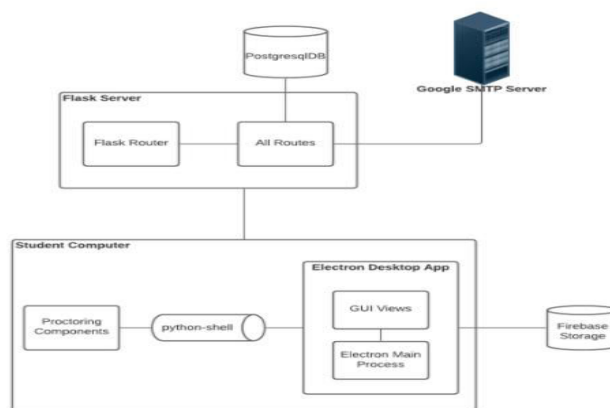 PostgresqlDB
Google SMTP Server
Flask Server
Flask Router
All Routes
Student Computer
Electron Desktop App
Proctoring
Components
python-shell
GUI Views
Electron Main
Process
Firebase
Storage